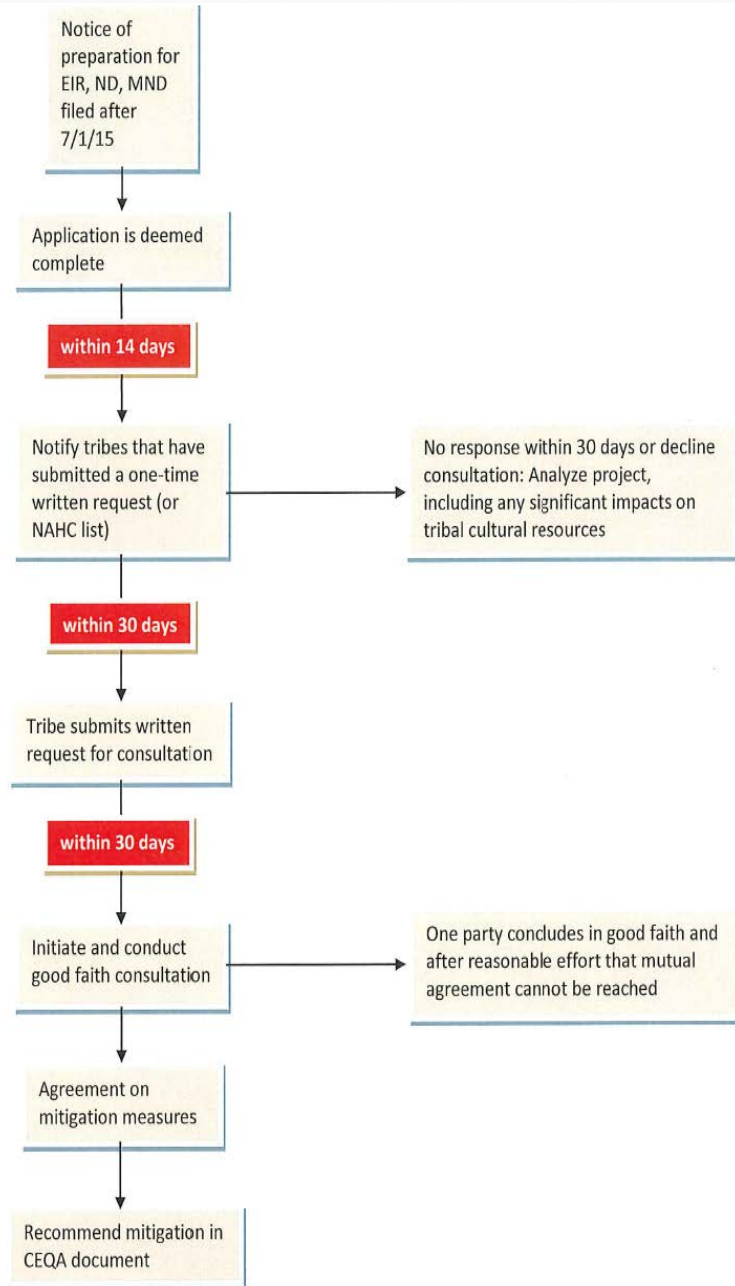 Notice of
preparation for
EIR, ND, MND
filed after
7/1/15
Application is deemed
complete
within 14 days
Notify tribes that have
submitted a one-time
written request (or
NAHC list)
No response within 30 days or decline
consultation: Analyze project,
including any significant impacts on
tribal cultural resources
within 30 days
Tribe submits written
request for consultation
within 30 days
Initiate and conduct
good faith consultation
One party concludes in good faith and
after reasonable effort that mutual
agreement cannot be reached
Agreement on
mitigation measures
Recommend mitigation in
CEQA document